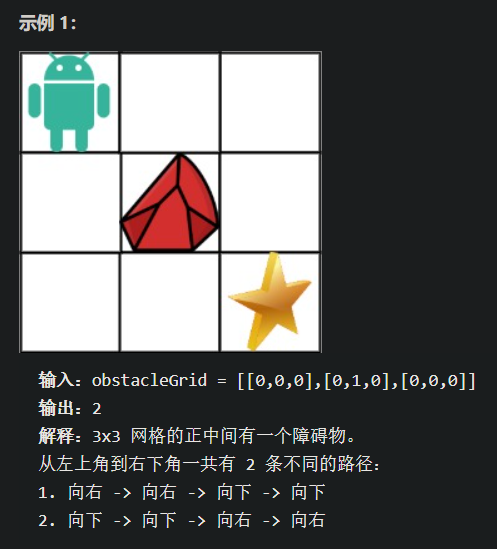 示例 1：
输入：obstacleGrid = [[0,0,0],[0,1,0],[0,0,0]]
输出：2
解释：3x3 网格的正中间有一个障碍物。
从左上角到右下角一共有 2 条不同的路径：
1. 向右 -> 向右 -> 向下 -> 向下
2. 向下 -> 向下 -> 向右 -> 向右